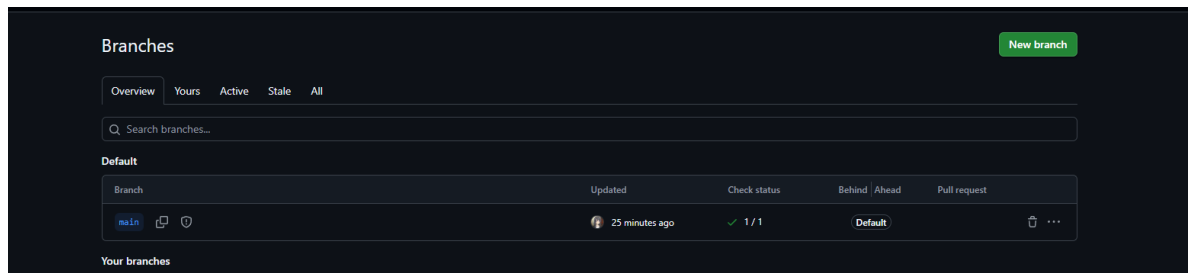 Branches
New branch
Overview Yours Active Stale All
Search branches...
Default
Branch Updated Check status Behind Ahead Pull request
main 25 minutes ago 1 / 1 Default
Your branches